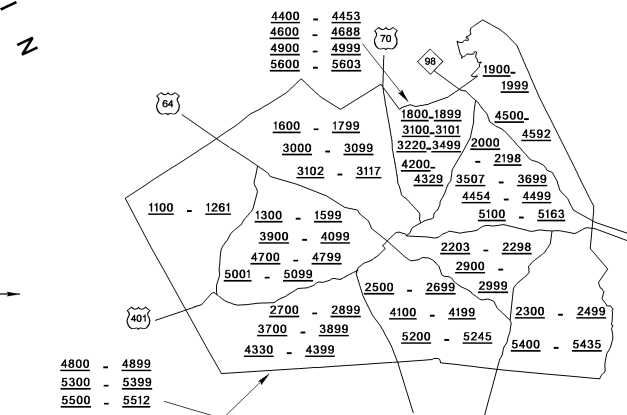 I N
4400 - 4453
4600 - 4688
4900 - 4999
5600 - 5603
70
98
1900-
1999
64
1800-1899
4500-
4592
1600 - 1799
3100-3101
2000
- 2198
3000 - 3099
3220-3499
3102 - 3117
4200-
4329
3507 - 3699
4454 - 4499
5100 - 5163
1100 - 1261
1300 - 1599
3900 - 4099
4700 - 4799
5001 - 5099
2203 - 2298
2900 -
2999
2500 - 2699
4100 - 4199
5200 - 5245
2300 - 2499
5400 - 5435
401
2700 - 2899
3700 - 3899
4330 - 4399
4800 - 4899
5300 - 5399
5500 - 5512